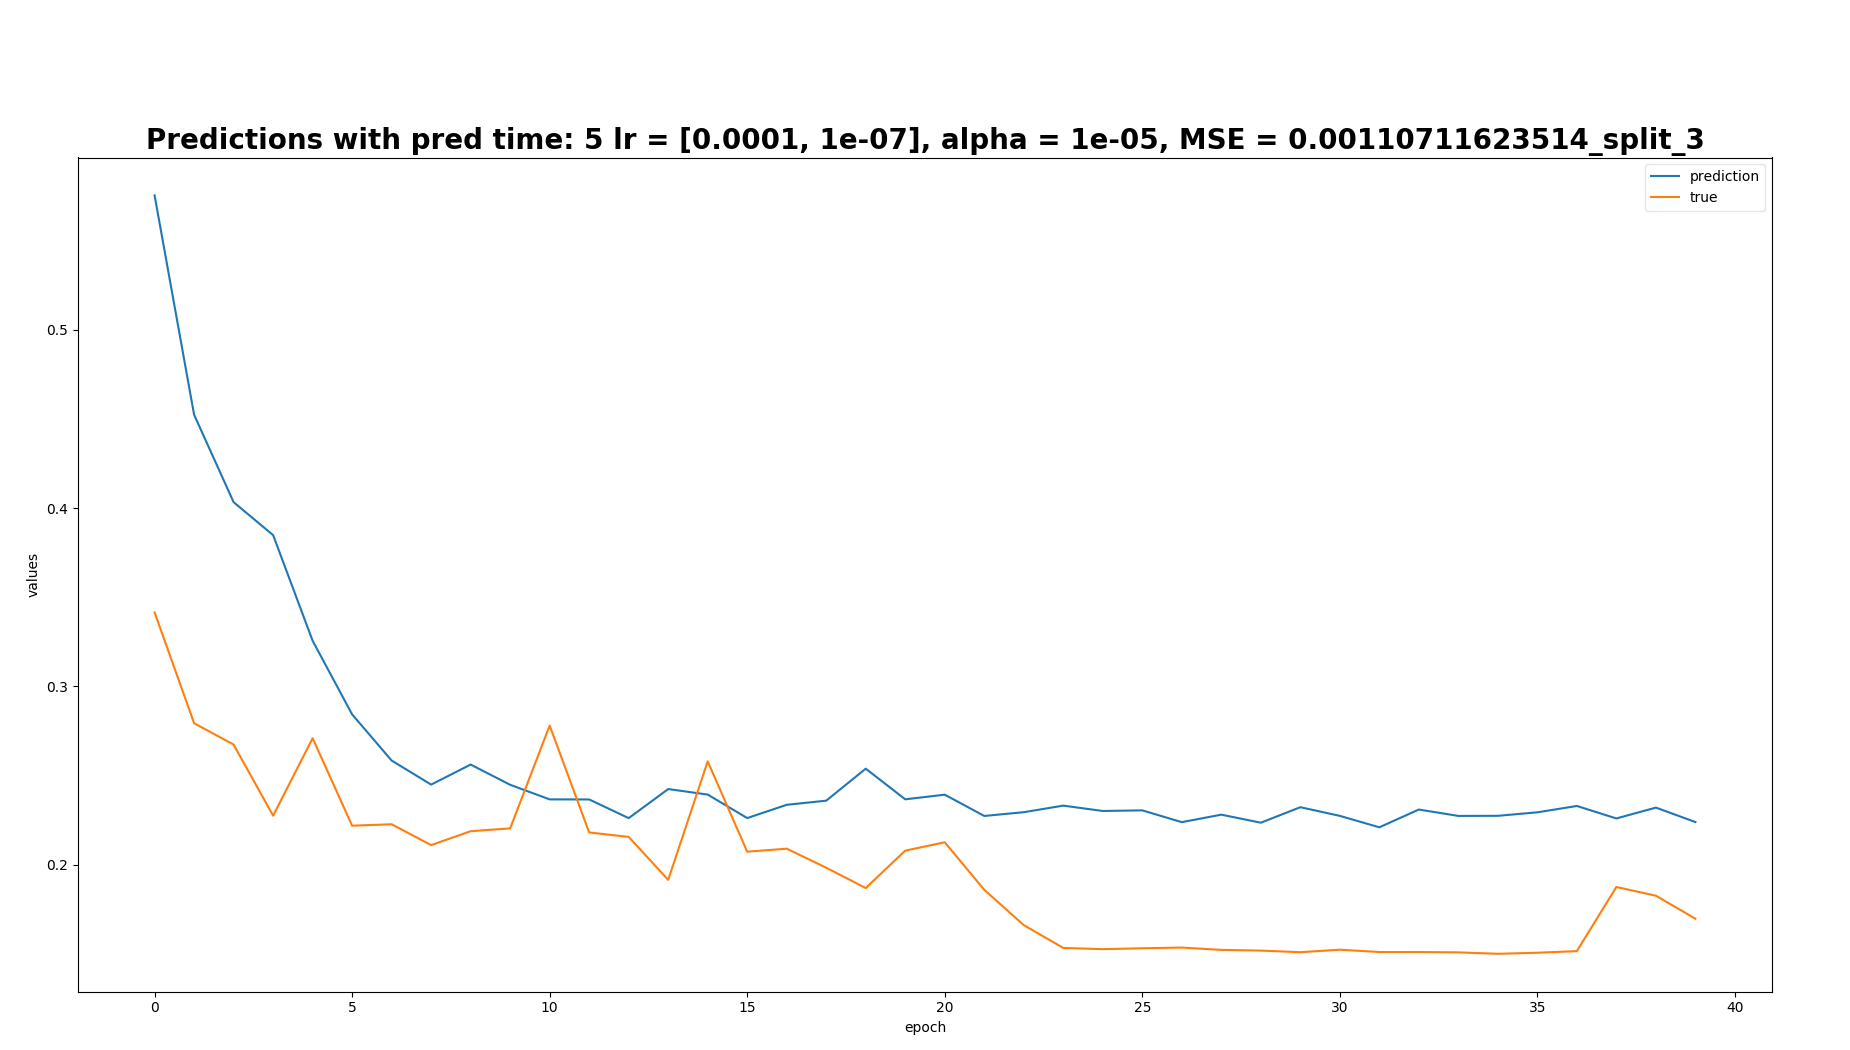 Predictions with pred time: 5 lr = [0.0001, 1e-07], alpha = 1e-05, MSE = 0.00110711623514_split_3
prediction
true
0.5
0.4
0.3
0.2
values
0 5 10 15 20 25 30 35 40
epoch